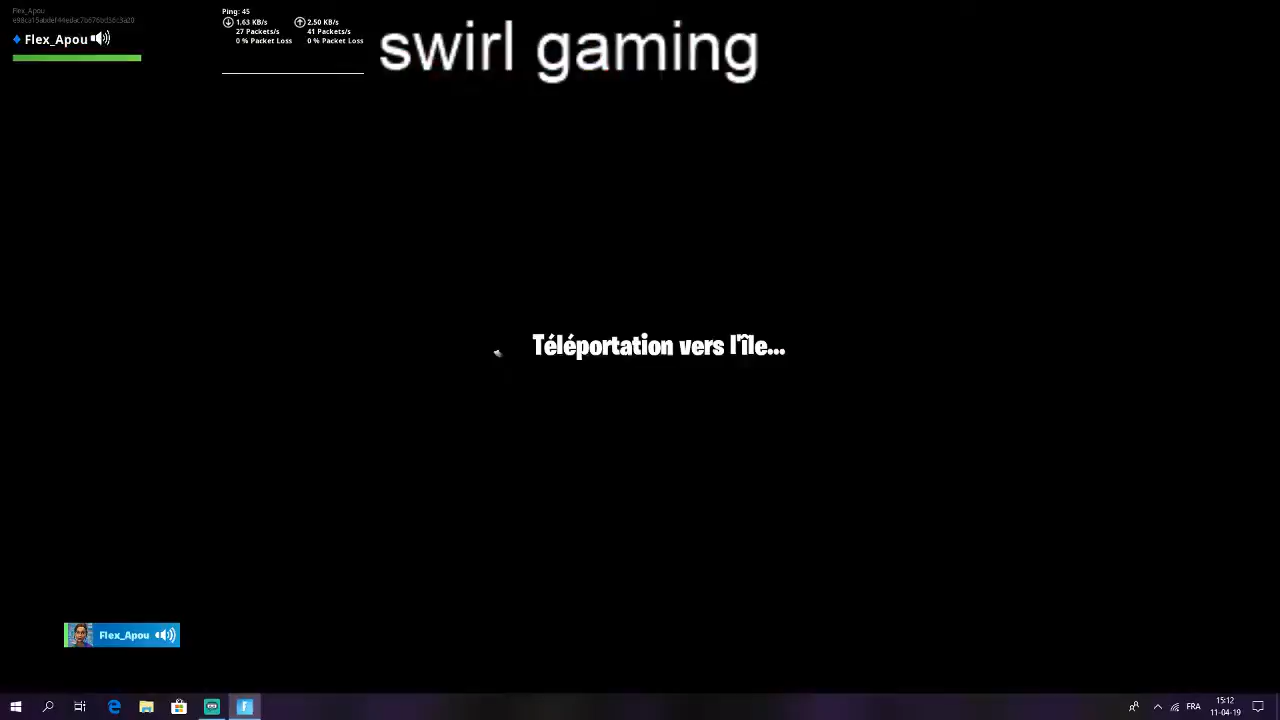 Flex_Apou
Flex_Apou
Ping: 45
1.63 KB/s 2.50 KB/s
27 Packets/s 41 Packets/s
0 % Packet Loss 0 % Packet Loss
swirl gaming
Téléportation vers l'île...
Flex_Apou
FRA
15:12
11-04-19